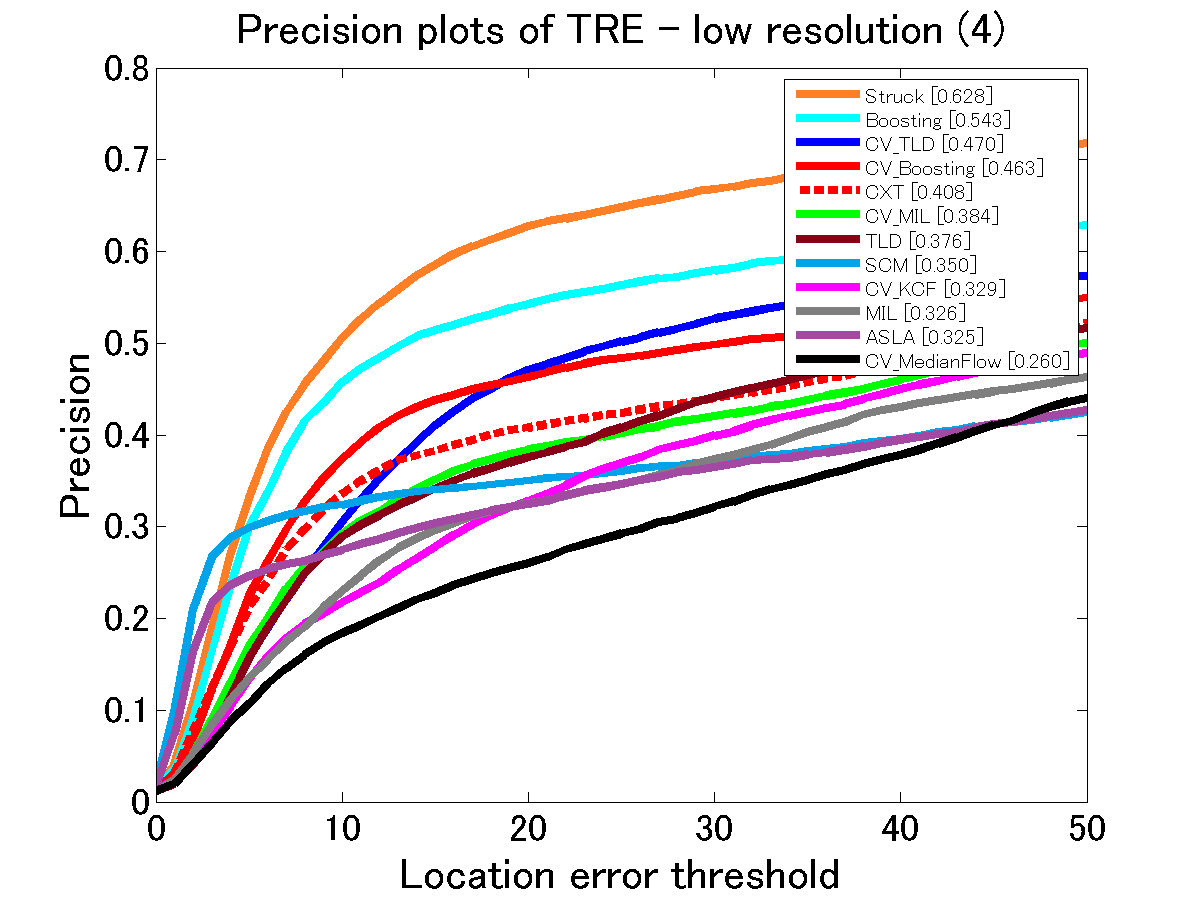 Precision plots of TRE - low resolution (4)
0.8
0.7
0.6
0.5
0.4
0.3
0.2
0.1
0
Precision
Struck [0.628]
Boosting [0.543]
CV_TLD [0.470]
CV_Boosting [0.463]
CXT [0.408]
CV_MIL [0.384]
TLD [0.376]
SCM [0.350]
CV_KCF [0.329]
MIL [0.326]
ASLA [0.325]
CV_MedianFlow [0.260]
0 10 20 30 40 50
Location error threshold